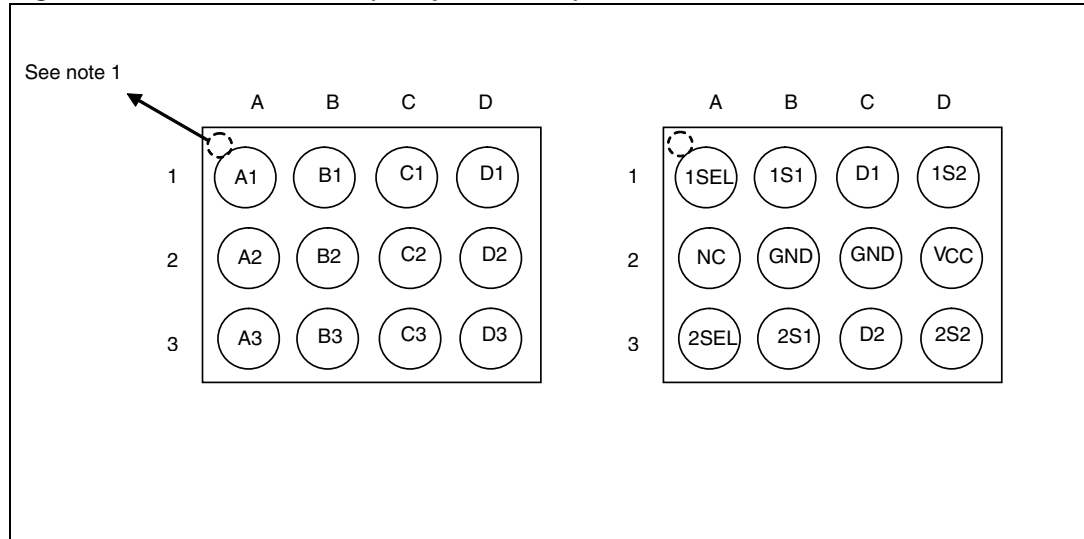 See note 1
A B C D A B C D
1 A1 B1 C1 D1 1 1SEL 1S1 D1 1S2
2 A2 B2 C2 D2 2 NC GND GND VCC
3 A3 B3 C3 D3 3 2SEL 2S1 D2 2S2